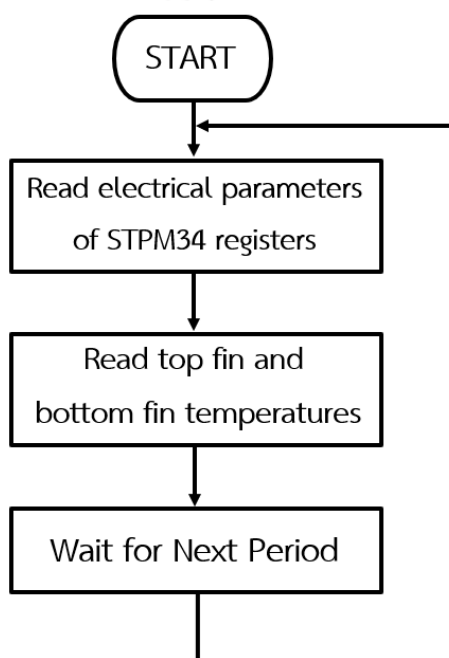 START
Read electrical parameters
of STPM34 registers
Read top fin and
bottom fin temperatures
Wait for Next Period